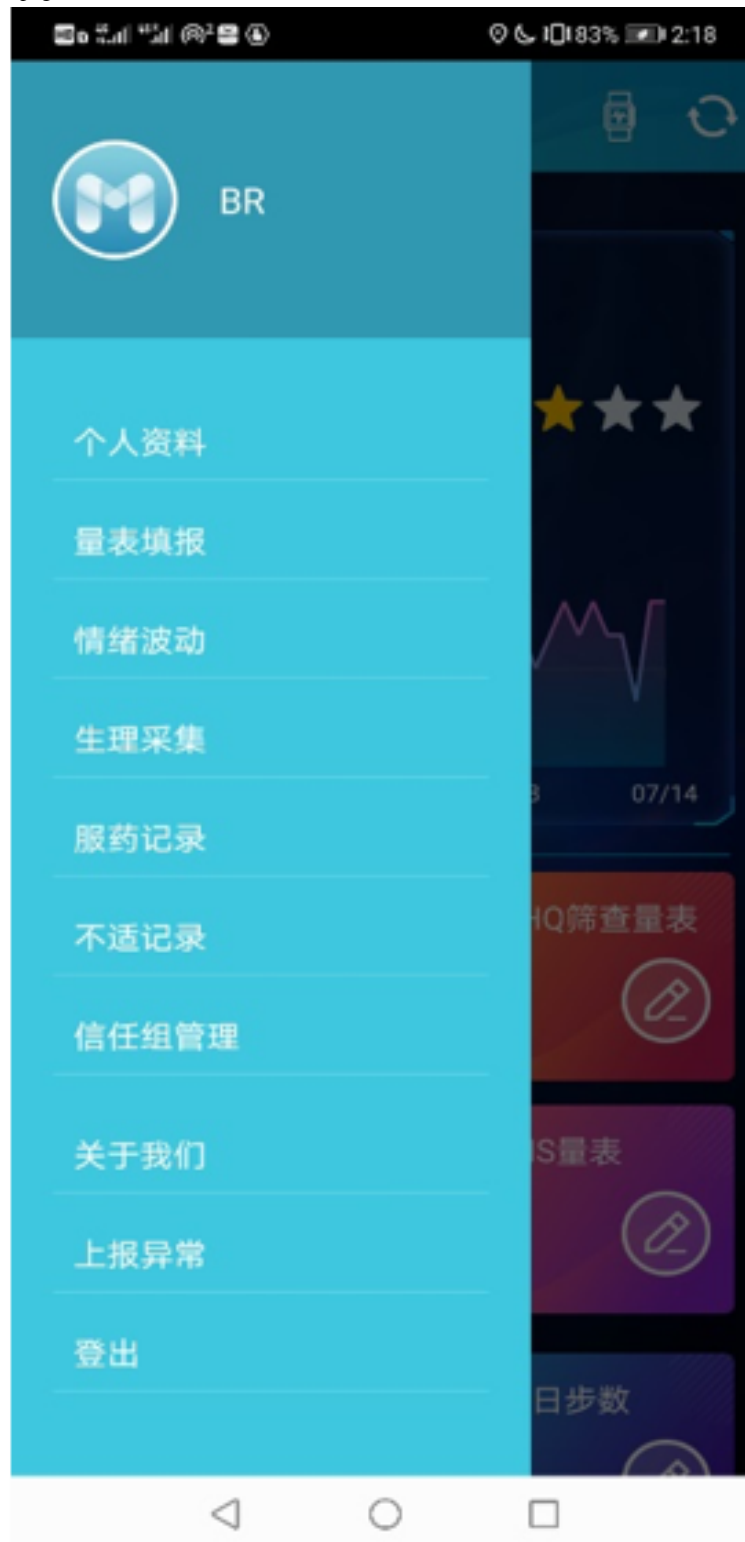 83% 2:18
BR
个人资料
量表填报
情绪波动
生理采集
07/14
服药记录
HQ筛查量表
不适记录
信任组管理
关于我们
IS量表
上报异常
登出
日步数